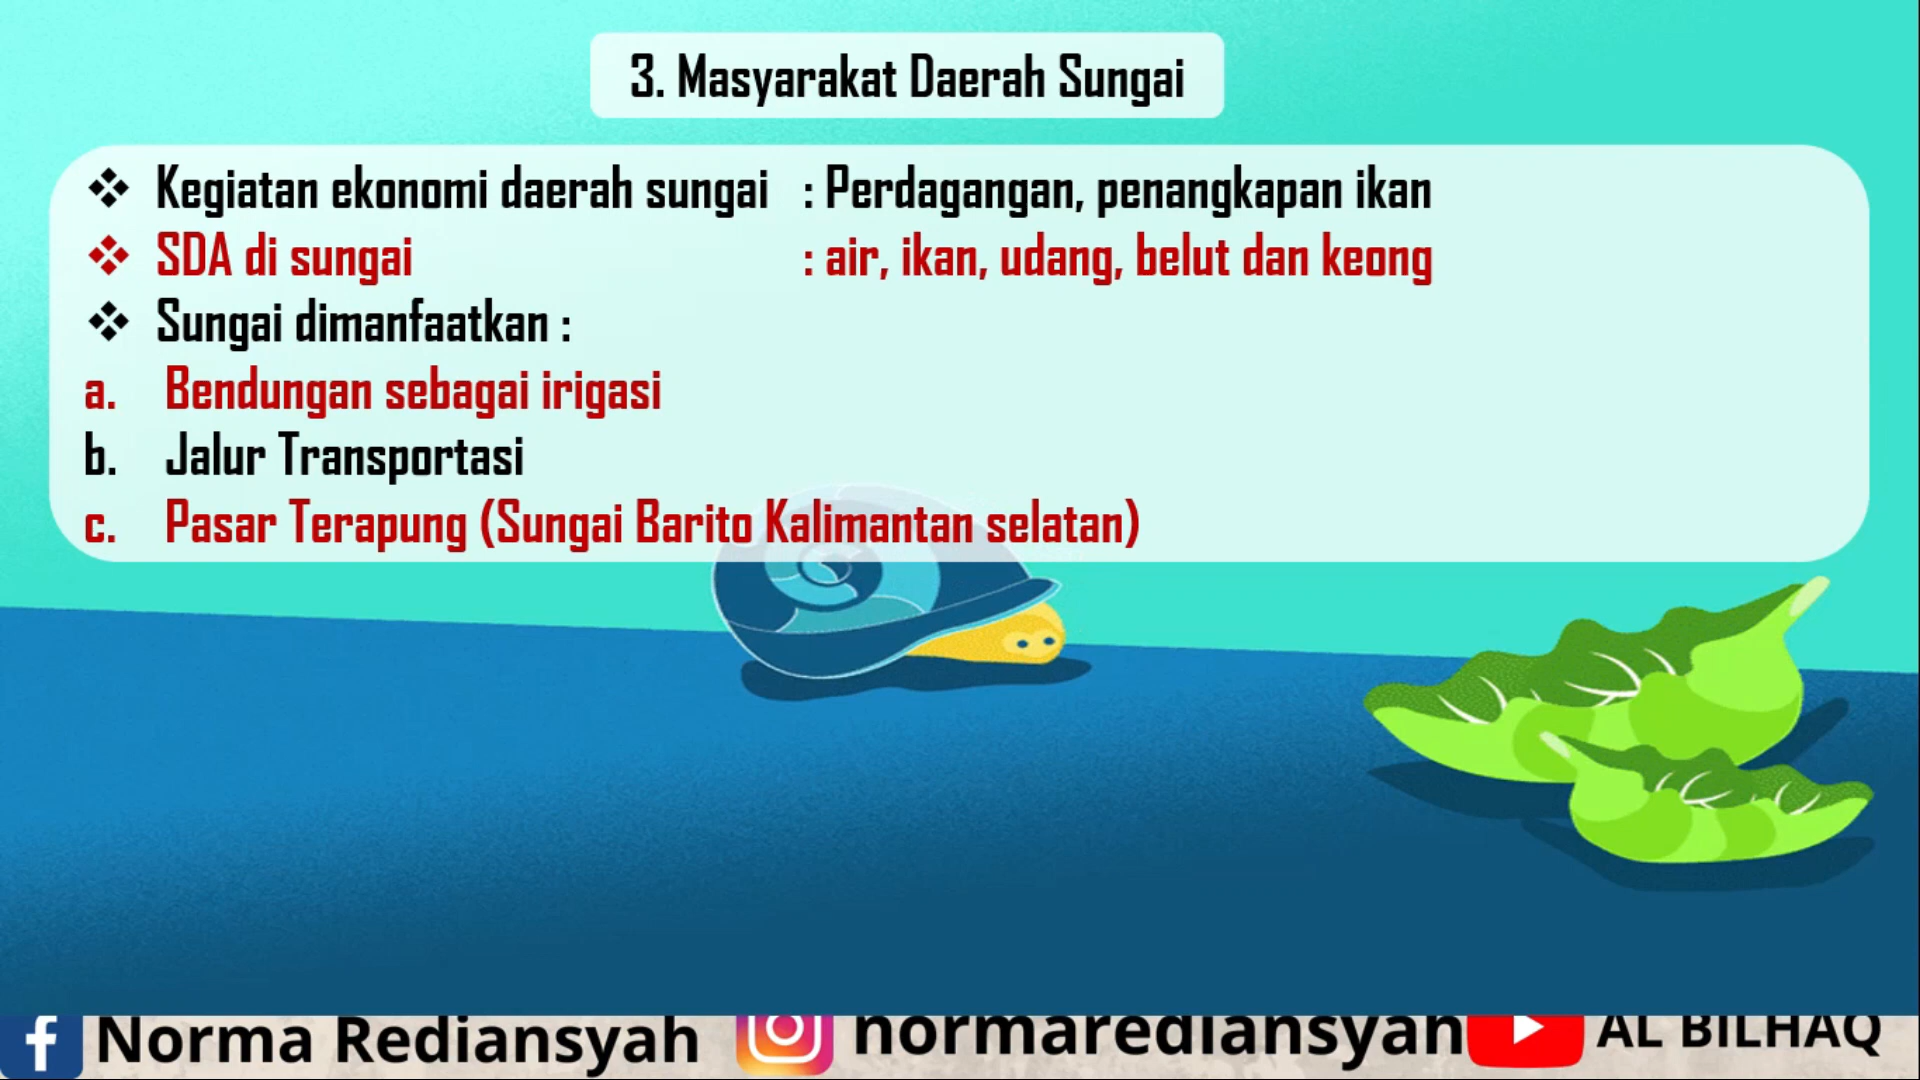 3. Masyarakat Daerah Sungai
❖ Kegiatan ekonomi daerah sungai : Perdagangan, penangkapan ikan
❖ SDA di sungai : air, ikan, udang, belut dan keong
❖ Sungai dimanfaatkan :
a. Bendungan sebagai irigasi
b. Jalur Transportasi
c. Pasar Terapung (Sungai Barito Kalimantan selatan)
Norma Rediansyah normarediansyah AL BILHAQ